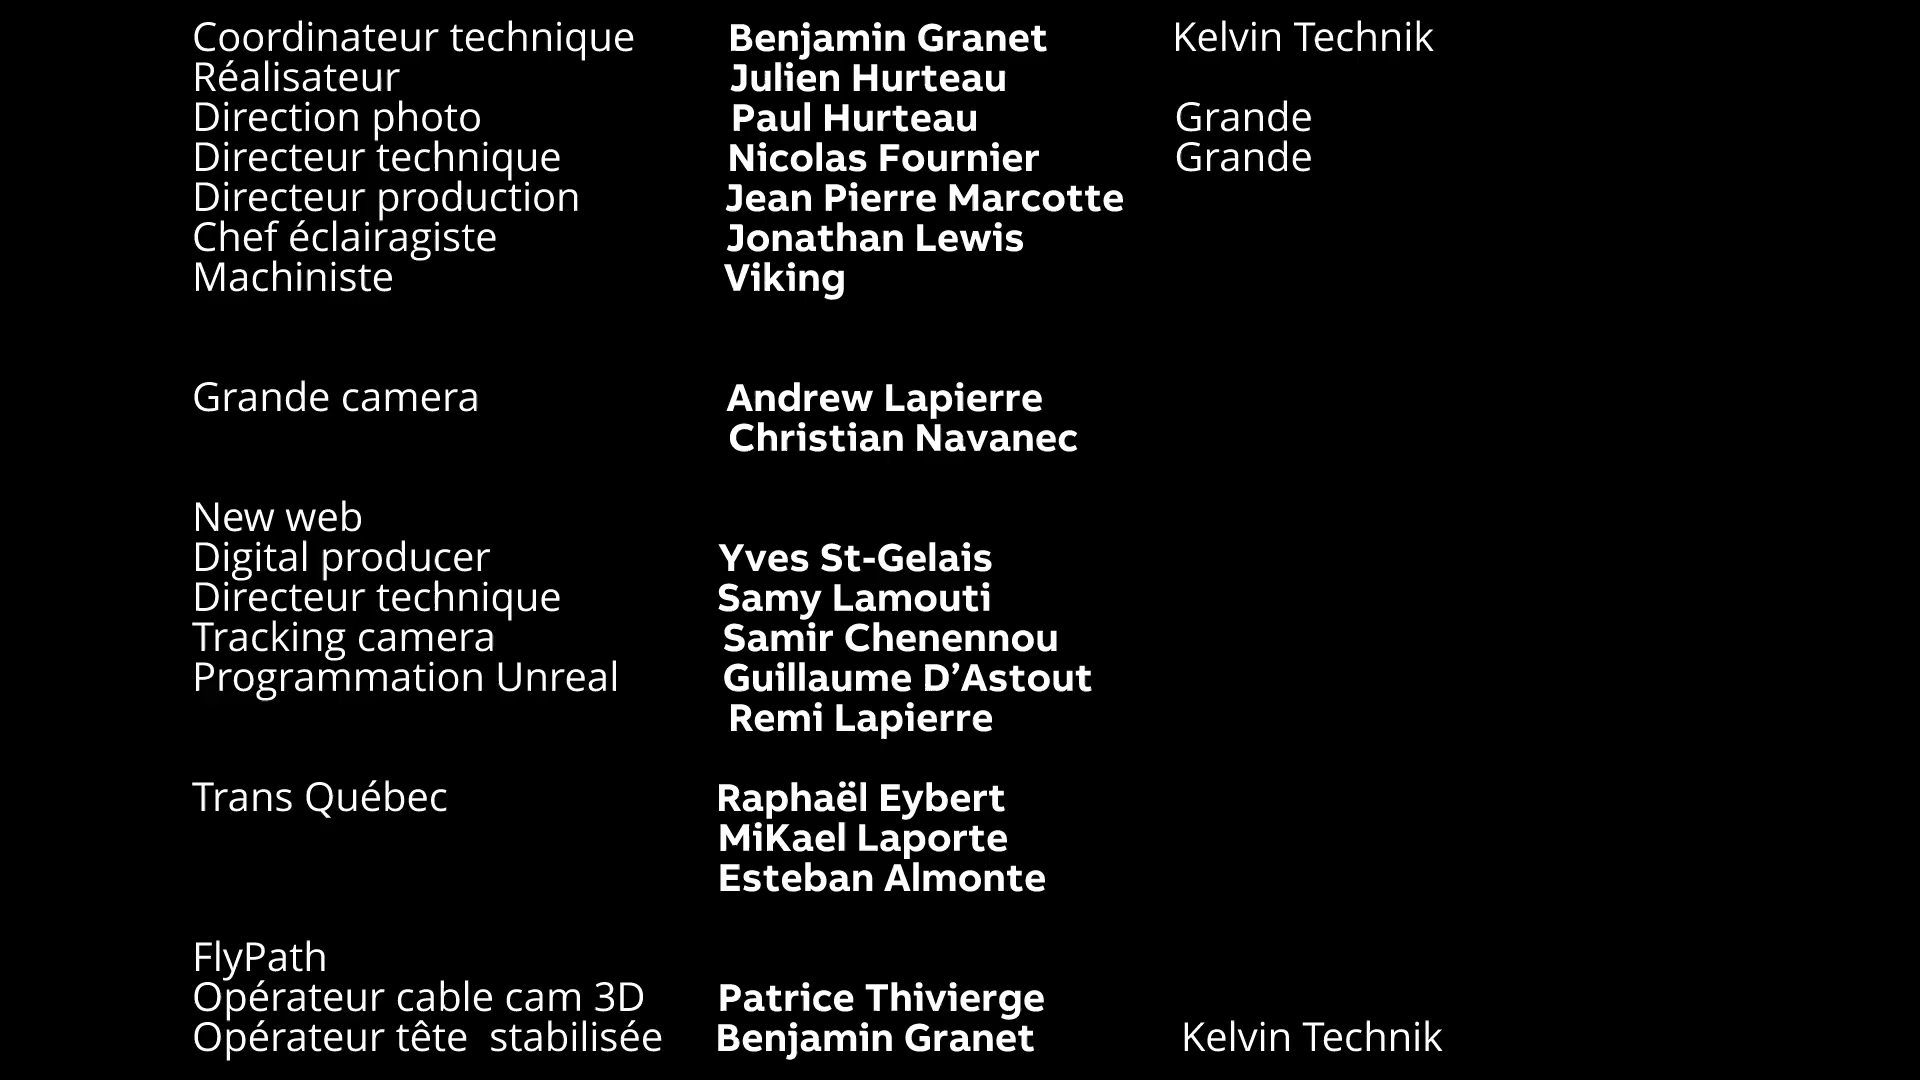 Coordinateur technique Benjamin Granet Kelvin Technik
Réalisateur Julien Hurteau
Direction photo Paul Hurteau Grande
Directeur technique Nicolas Fournier Grande
Directeur production Jean Pierre Marcotte
Chef éclairagiste Jonathan Lewis
Machiniste Viking
Grande camera Andrew Lapierre
Christian Navanec
New web
Digital producer Yves St-Gelais
Directeur technique Samy Lamouti
Tracking camera Samir Chenennou
Programmation Unreal Guillaume D’Astout
Remi Lapierre
Trans Québec Raphaël Eybert
MiKael Laporte
Esteban Almonte
FlyPath
Opérateur cable cam 3D Patrice Thivierge
Opérateur tête  stabilisée Benjamin Granet Kelvin Technik